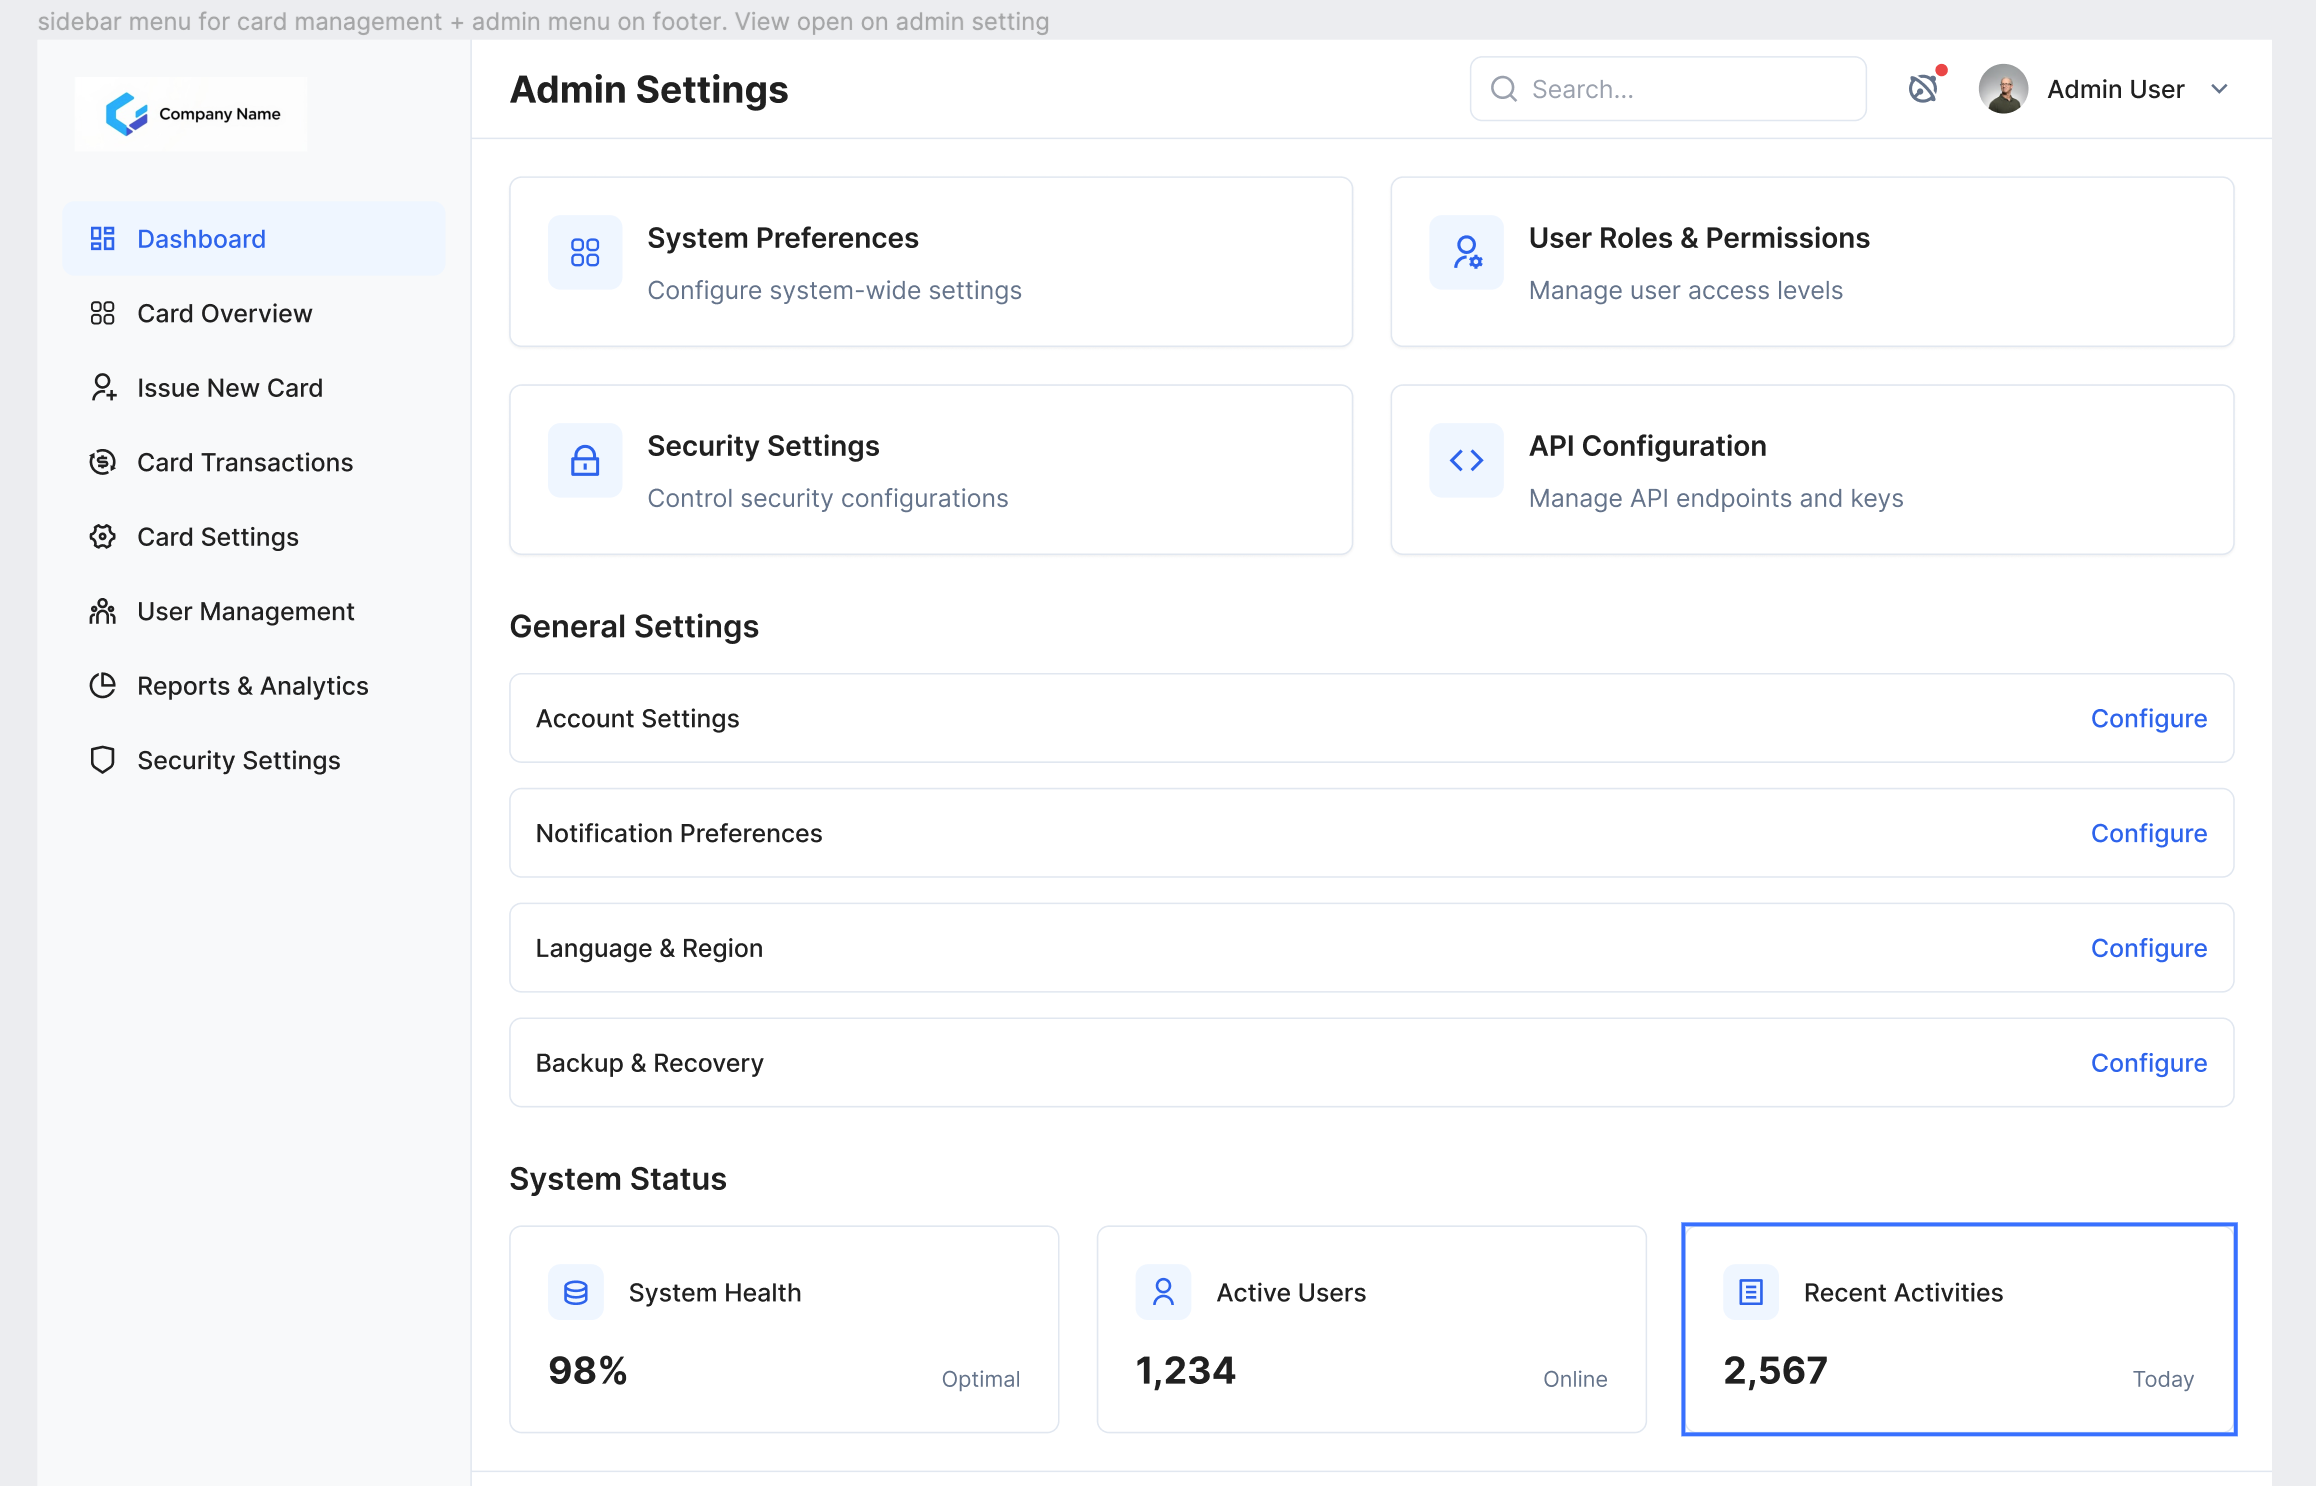 sidebar menu for card management + admin menu on footer. View open on admin setting
Company Name
Dashboard
Card Overview
Issue New Card
Card Transactions
Card Settings
User Management
Reports & Analytics
Security Settings
Admin Settings
Search...
Admin User
System Preferences
Configure system-wide settings
User Roles & Permissions
Manage user access levels
Security Settings
Control security configurations
API Configuration
Manage API endpoints and keys
General Settings
Account Settings
Configure
Notification Preferences
Configure
Language & Region
Configure
Backup & Recovery
Configure
System Status
System Health
98%
Optimal
Active Users
1,234
Online
Recent Activities
2,567
Today